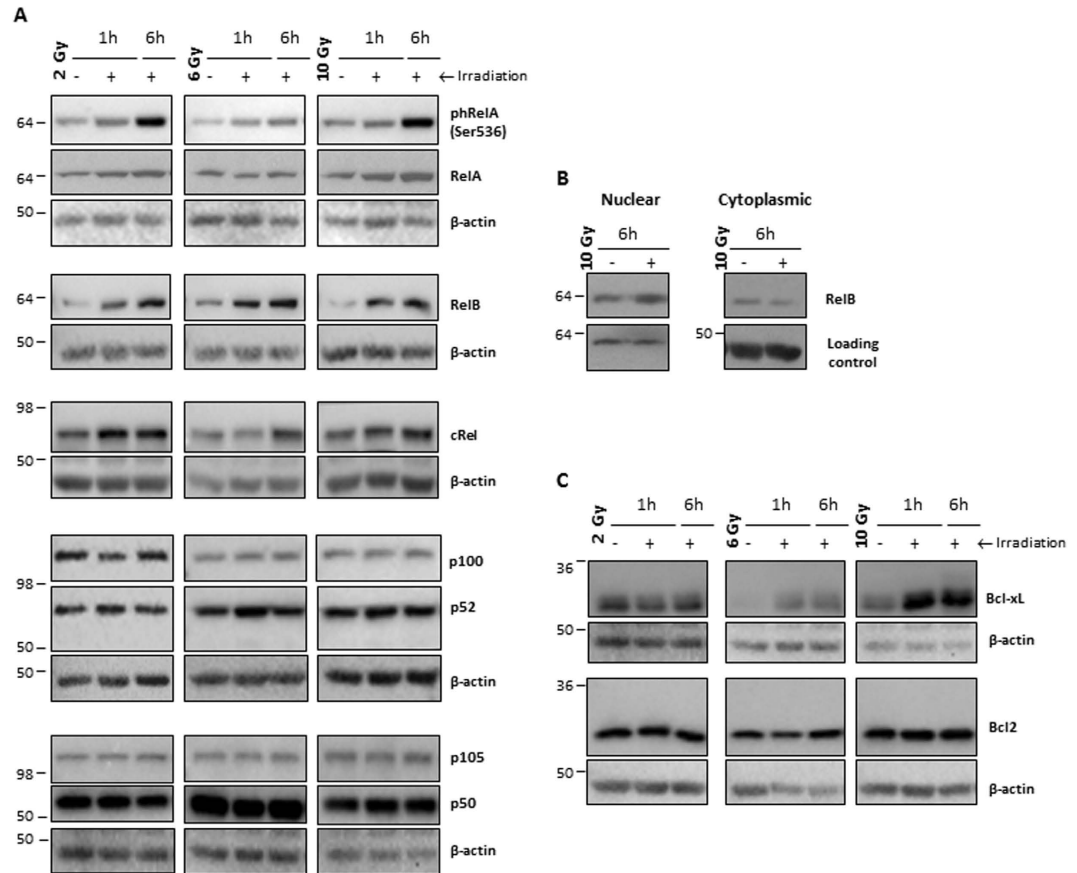 A
2 Gy 1h 6h 6 Gy 1h 6h 10 Gy 1h 6h
- + + - + + - + + ← Irradiation
64 phRelA
(Ser536)
64 RelA
50 β-actin
64 RelB
50 β-actin
98 cRel
50 β-actin
p100
98 p52
50
50 β-actin
p105
98
50 p50
50 β-actin
B
Nuclear Cytoplasmic
10 Gy 6h 10 Gy 6h
- + - +
64 RelB
64 50 Loading
control
C
2 Gy 1h 6h 6 Gy 1h 6h 10 Gy 1h 6h
- + + - + + - + + ← Irradiation
36 Bcl-xL
50 β-actin
36 Bcl2
50 β-actin